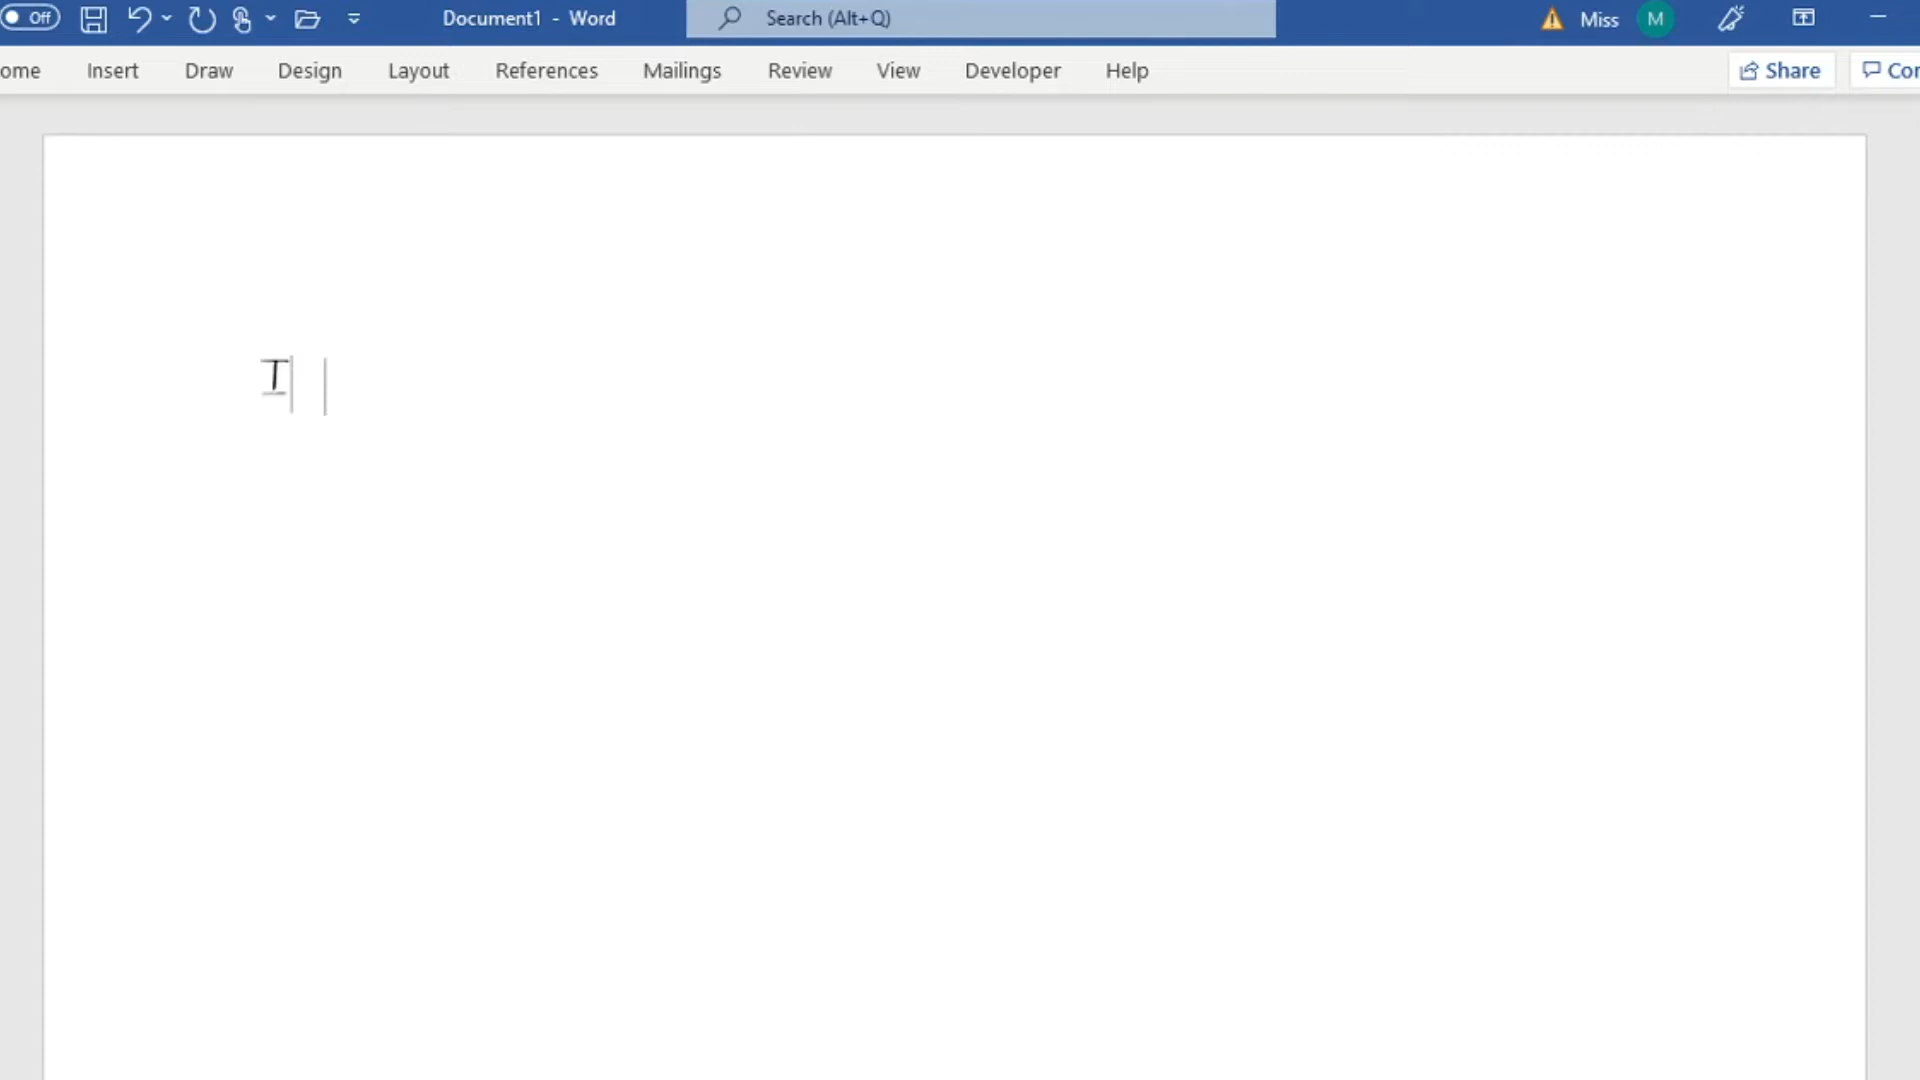 Off Document1 - Word Search (Alt+Q) Miss M
ome Insert Draw Design Layout References Mailings Review View Developer Help Share Cor
T